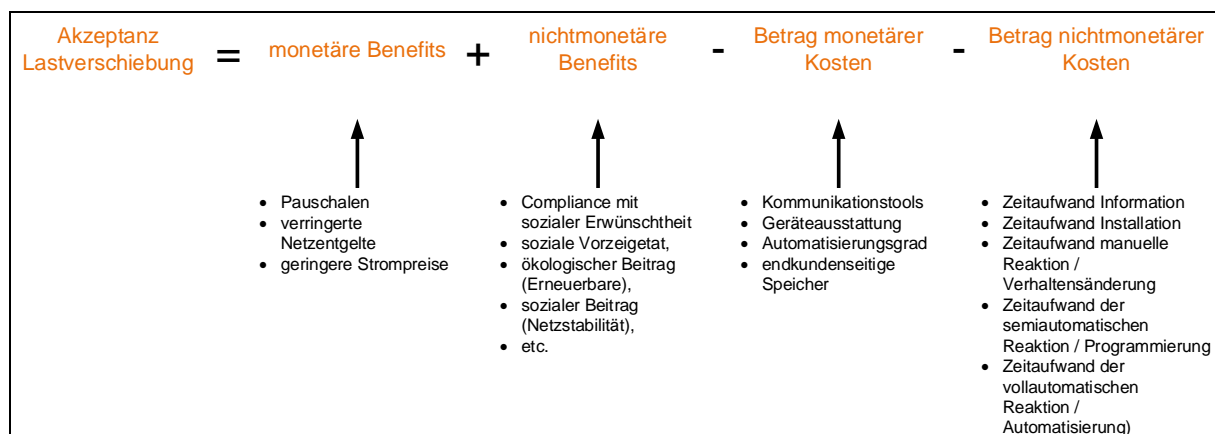 Akzeptanz
Lastverschiebung
=
monetäre Benefits
+
nichtmonetäre
Benefits
-
Betrag monetärer
Kosten
-
Betrag nichtmonetärer
Kosten
• Pauschalen
• verringerte
Netzentgelte
• geringere Strompreise
• Compliance mit
sozialer Erwünschtheit
• soziale Vorzeigetat,
• ökologischer Beitrag
(Erneuerbare),
• sozialer Beitrag
(Netzstabilität),
• etc.
• Kommunikationstools
• Geräteausstattung
• Automatisierungsgrad
• endkundenseitige
Speicher
• Zeitaufwand Information
• Zeitaufwand Installation
• Zeitaufwand manuelle
Reaktion /
Verhaltensänderung
• Zeitaufwand der
semiautomatischen
Reaktion / Programmierung
• Zeitaufwand der
vollautomatischen
Reaktion /
Automatisierung)